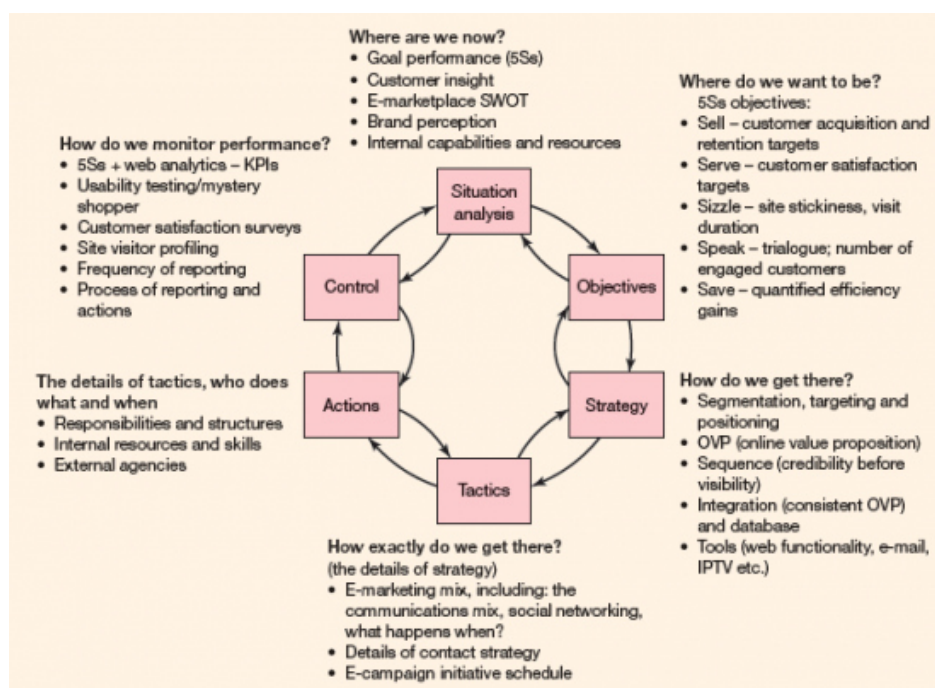 Where are we now?
• Goal performance (5Ss)
• Customer insight
• E-marketplace SWOT
• Brand perception
• Internal capabilities and resources
Where do we want to be?
5Ss objectives:
• Sell – customer acquisition and
retention targets
• Serve – customer satisfaction
targets
• Sizzle – site stickiness, visit
duration
• Speak – trialogue; number of
engaged customers
• Save – quantified efficiency
gains
How do we monitor performance?
• 5Ss + web analytics – KPIs
• Usability testing/mystery
shopper
• Customer satisfaction surveys
• Site visitor profiling
• Frequency of reporting
• Process of reporting and
actions
Situation
analysis
Control
Objectives
Actions
Strategy
Tactics
The details of tactics, who does
what and when
• Responsibilities and structures
• Internal resources and skills
• External agencies
How do we get there?
• Segmentation, targeting and
positioning
• OVP (online value proposition)
• Sequence (credibility before
visibility)
• Integration (consistent OVP)
and database
• Tools (web functionality, e-mail,
IPTV etc.)
How exactly do we get there?
(the details of strategy)
• E-marketing mix, including: the
communications mix, social networking,
what happens when?
• Details of contact strategy
• E-campaign initiative schedule